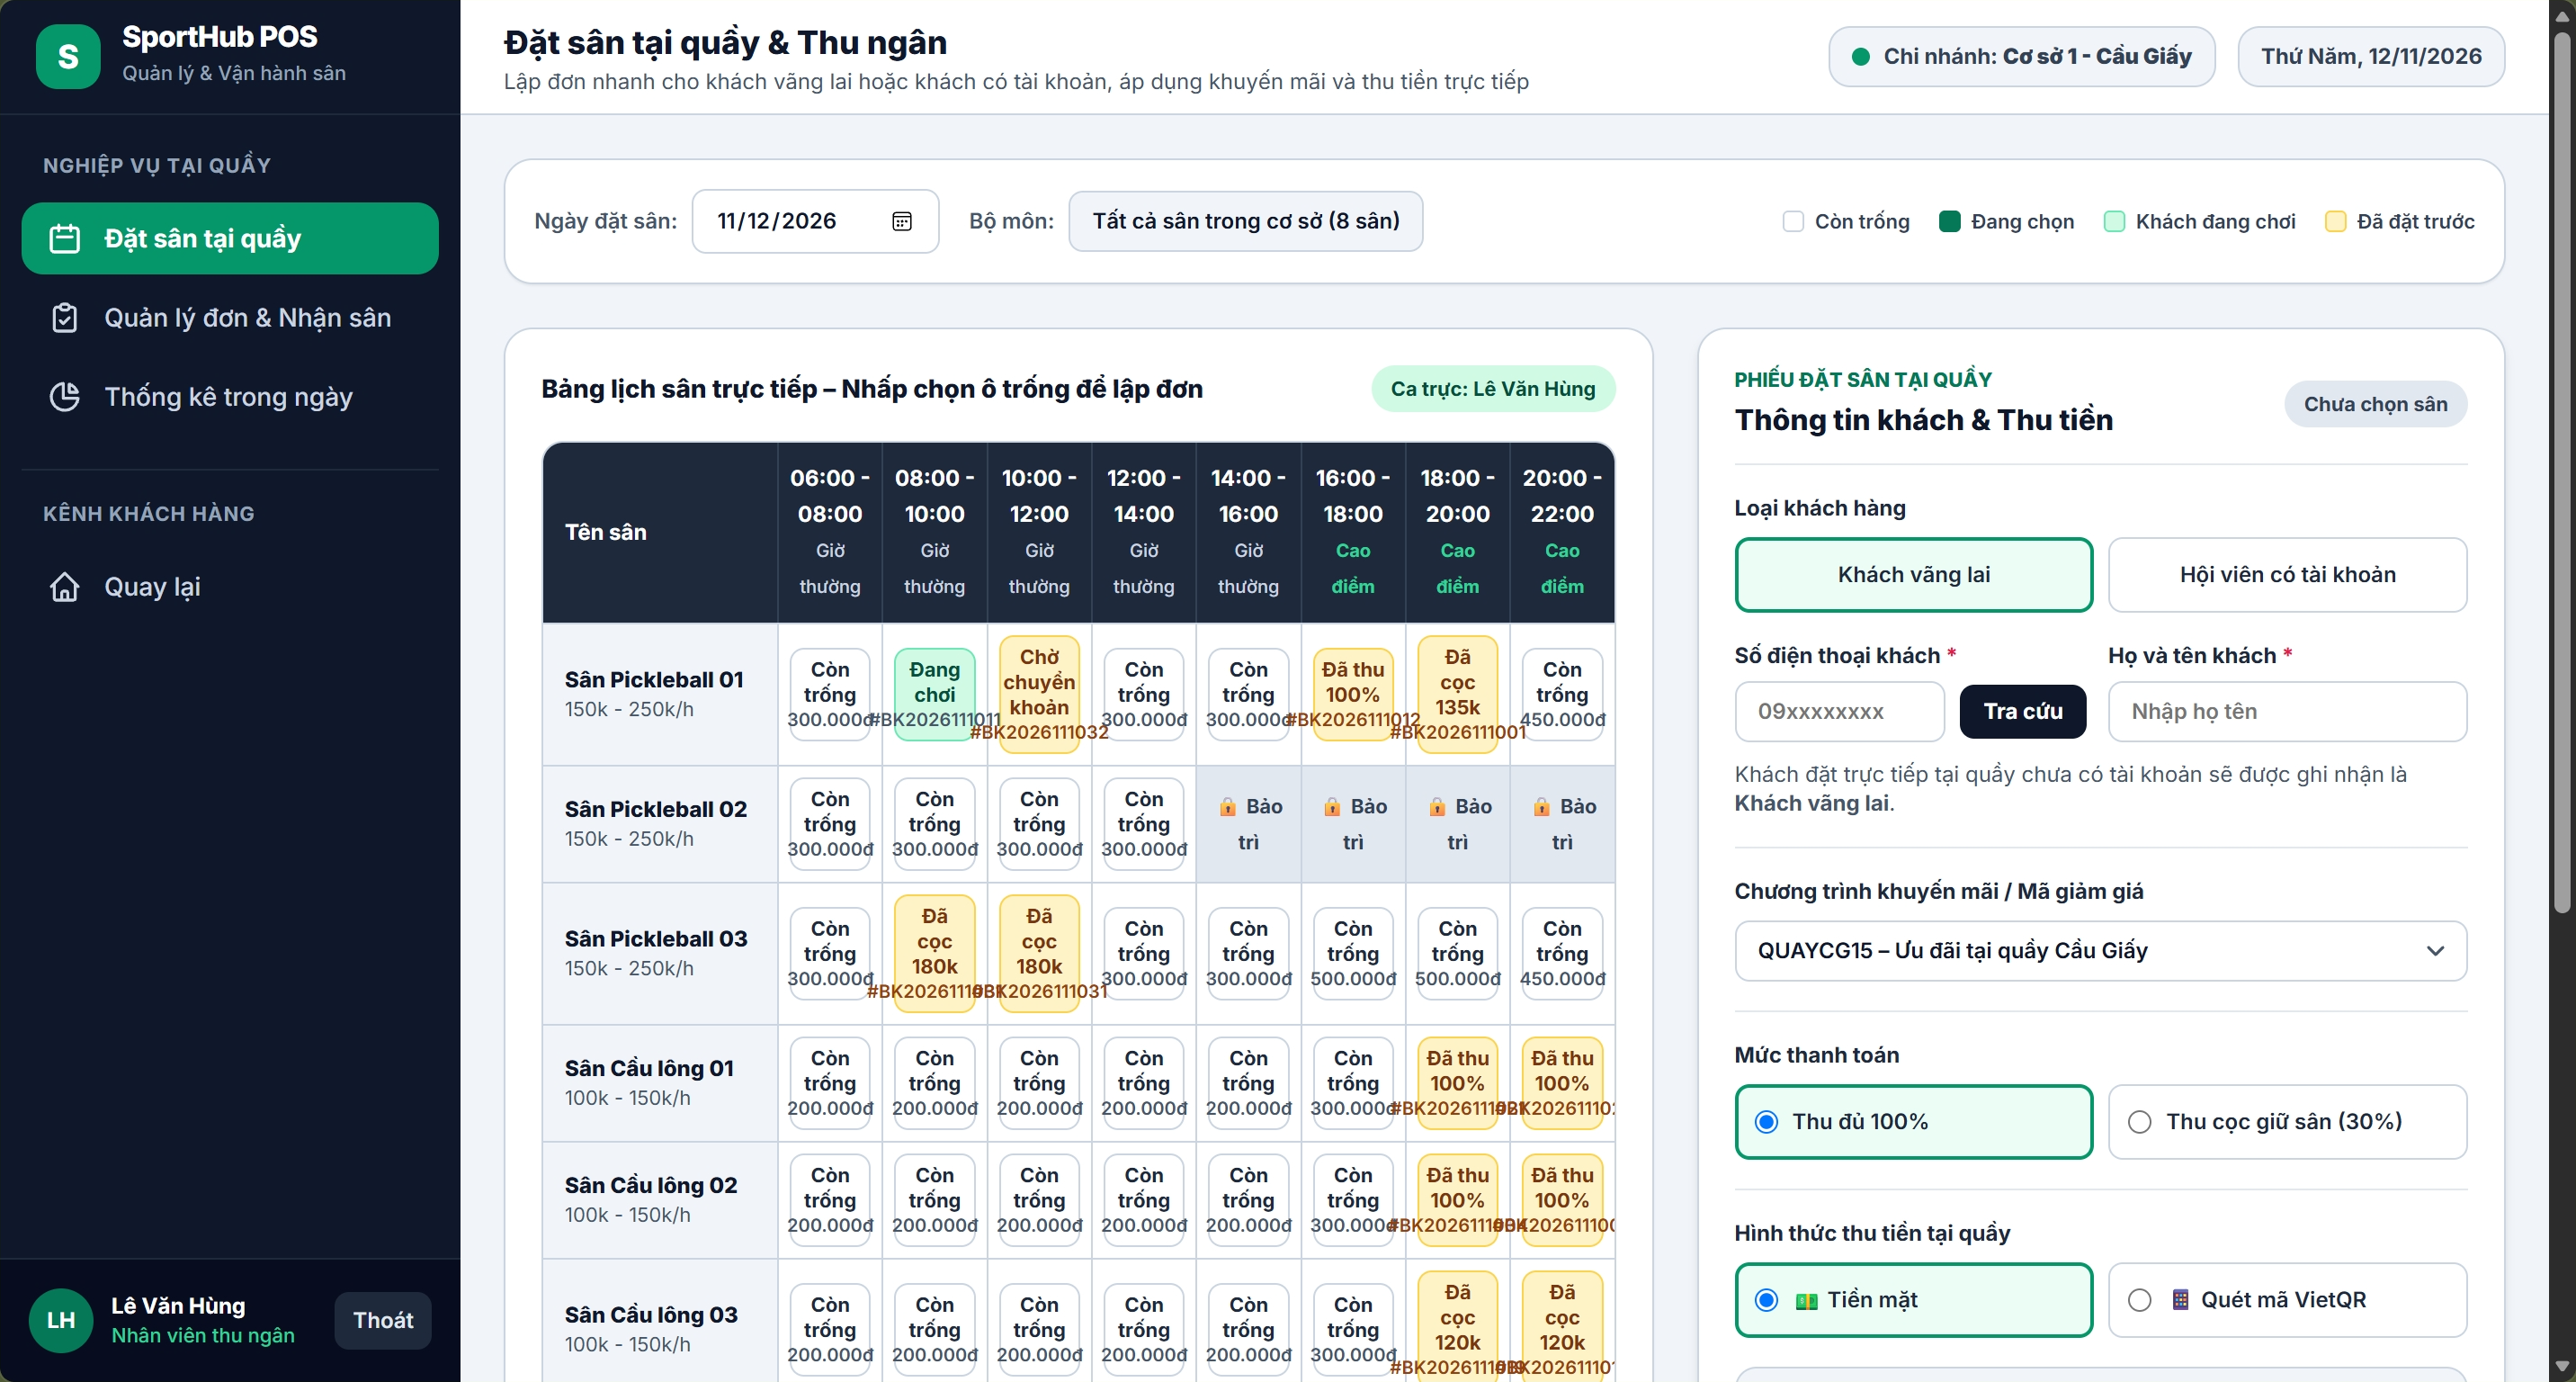 S
SportHub POS
Quản lý & Vận hành sân
NGHIỆP VỤ TẠI QUẦY
Đặt sân tại quầy
Quản lý đơn & Nhận sân
Thống kê trong ngày
KÊNH KHÁCH HÀNG
Quay lại
LH
Lê Văn Hùng
Nhân viên thu ngân
Thoát
Đặt sân tại quầy & Thu ngân
Lập đơn nhanh cho khách vãng lai hoặc khách có tài khoản, áp dụng khuyến mãi và thu tiền trực tiếp
Chi nhánh: Cơ sở 1 - Cầu Giấy
Thứ Năm, 12/11/2026
Ngày đặt sân: 11/12/2026
Bộ môn: Tất cả sân trong cơ sở (8 sân)
Còn trống Đang chọn Khách đang chơi Đã đặt trước
Bảng lịch sân trực tiếp – Nhấp chọn ô trống để lập đơn
Ca trực: Lê Văn Hùng
Tên sân
06:00 - 08:00 Giờ thường
08:00 - 10:00 Giờ thường
10:00 - 12:00 Giờ thường
12:00 - 14:00 Giờ thường
14:00 - 16:00 Giờ thường
16:00 - 18:00 Cao điểm
18:00 - 20:00 Cao điểm
20:00 - 22:00 Cao điểm
Sân Pickleball 01
150k - 250k/h
Còn trống 300.000đ
Đang chơi #BK2026111011
Chờ chuyển khoản #BK2026111032
Còn trống 300.000đ
Còn trống 300.000đ
Đã thu 100% #BK2026111012
Đã cọc 135k #BK2026111001
Còn trống 450.000đ
Sân Pickleball 02
150k - 250k/h
Còn trống 300.000đ
Còn trống 300.000đ
Còn trống 300.000đ
Còn trống 300.000đ
Bảo trì
Bảo trì
Bảo trì
Bảo trì
Sân Pickleball 03
150k - 250k/h
Còn trống 300.000đ
Đã cọc 180k
Đã cọc 180k #BK2026111031
Còn trống 300.000đ
Còn trống 300.000đ
Còn trống 500.000đ
Còn trống 500.000đ
Còn trống 450.000đ
Sân Cầu lông 01
100k - 150k/h
Còn trống 200.000đ
Còn trống 200.000đ
Còn trống 200.000đ
Còn trống 200.000đ
Còn trống 200.000đ
Còn trống 300.000đ
Đã thu 100%
Đã thu 100%
Sân Cầu lông 02
100k - 150k/h
Còn trống 200.000đ
Còn trống 200.000đ
Còn trống 200.000đ
Còn trống 200.000đ
Còn trống 200.000đ
Còn trống 300.000đ
Đã thu 100%
Đã thu 100%
Sân Cầu lông 03
100k - 150k/h
Còn trống 200.000đ
Còn trống 200.000đ
Còn trống 200.000đ
Còn trống 200.000đ
Còn trống 200.000đ
Còn trống 300.000đ
Đã cọc 120k
Đã cọc 120k
PHIẾU ĐẶT SÂN TẠI QUẦY
Thông tin khách & Thu tiền
Chưa chọn sân
Loại khách hàng
Khách vãng lai
Hội viên có tài khoản
Số điện thoại khách *
09xxxxxxxx
Tra cứu
Họ và tên khách *
Nhập họ tên
Khách đặt trực tiếp tại quầy chưa có tài khoản sẽ được ghi nhận là
Khách vãng lai.
Chương trình khuyến mãi / Mã giảm giá
QUAYCG15 – Ưu đãi tại quầy Cầu Giấy
Mức thanh toán
Thu đủ 100%
Thu cọc giữ sân (30%)
Hình thức thu tiền tại quầy
Tiền mặt
Quét mã VietQR